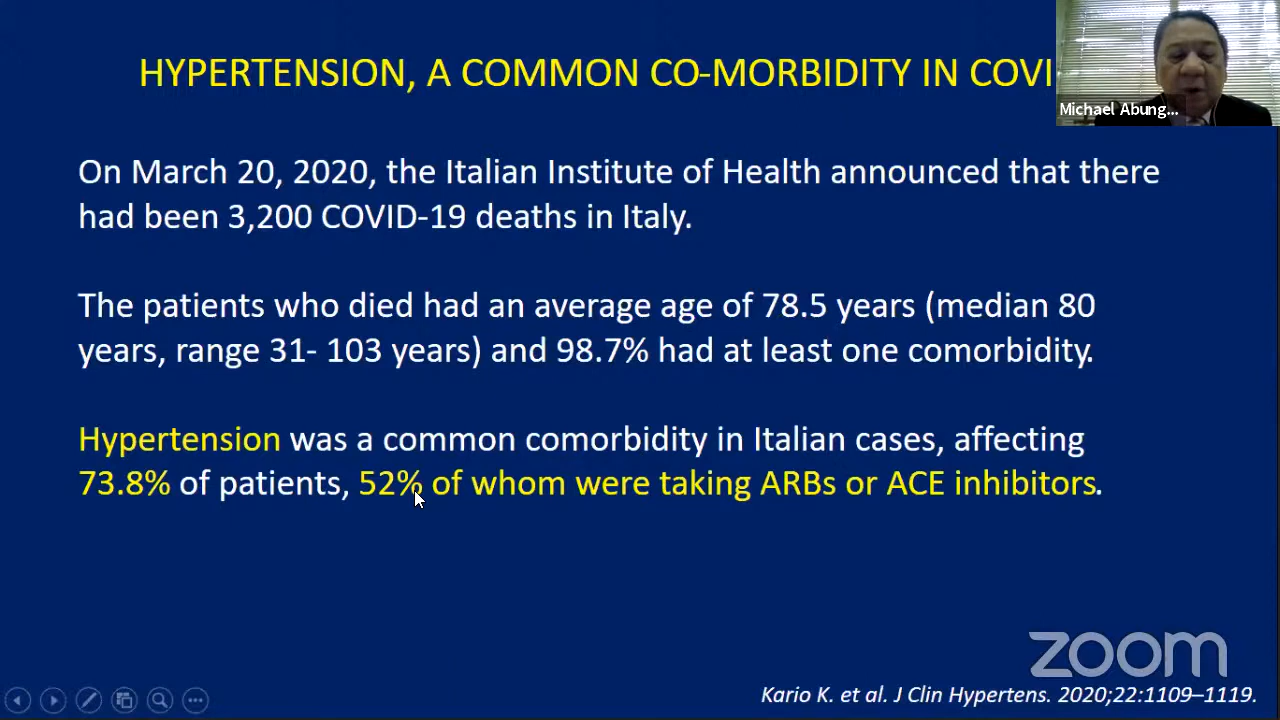 HYPERTENSION, A COMMON CO-MORBIDITY IN COVI
Michael Abung...
On March 20, 2020, the Italian Institute of Health announced that there
had been 3,200 COVID-19 deaths in Italy.
The patients who died had an average age of 78.5 years (median 80
years, range 31- 103 years) and 98.7% had at least one comorbidity.
Hypertension was a common comorbidity in Italian cases, affecting
73.8% of patients, 52% of whom were taking ARBs or ACE inhibitors.
zoom
Kario K. et al. J Clin Hypertens. 2020;22:1109–1119.